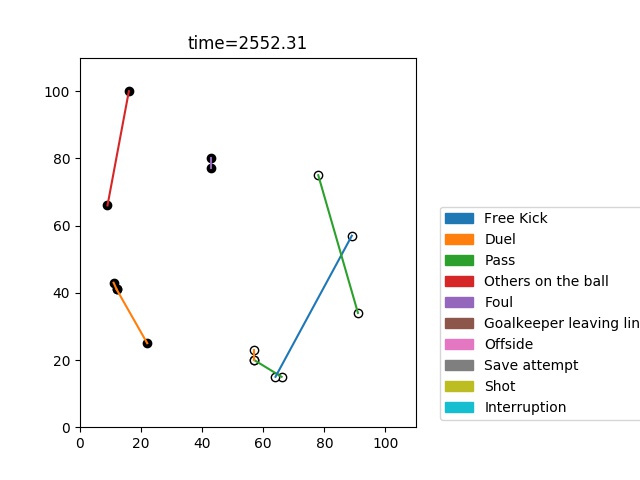 time=2552.31
100
80
60
40
20
0
0 20 40 60 80 100
Free Kick
Duel
Pass
Others on the ball
Foul
Goalkeeper leaving lin
Offside
Save attempt
Shot
Interruption